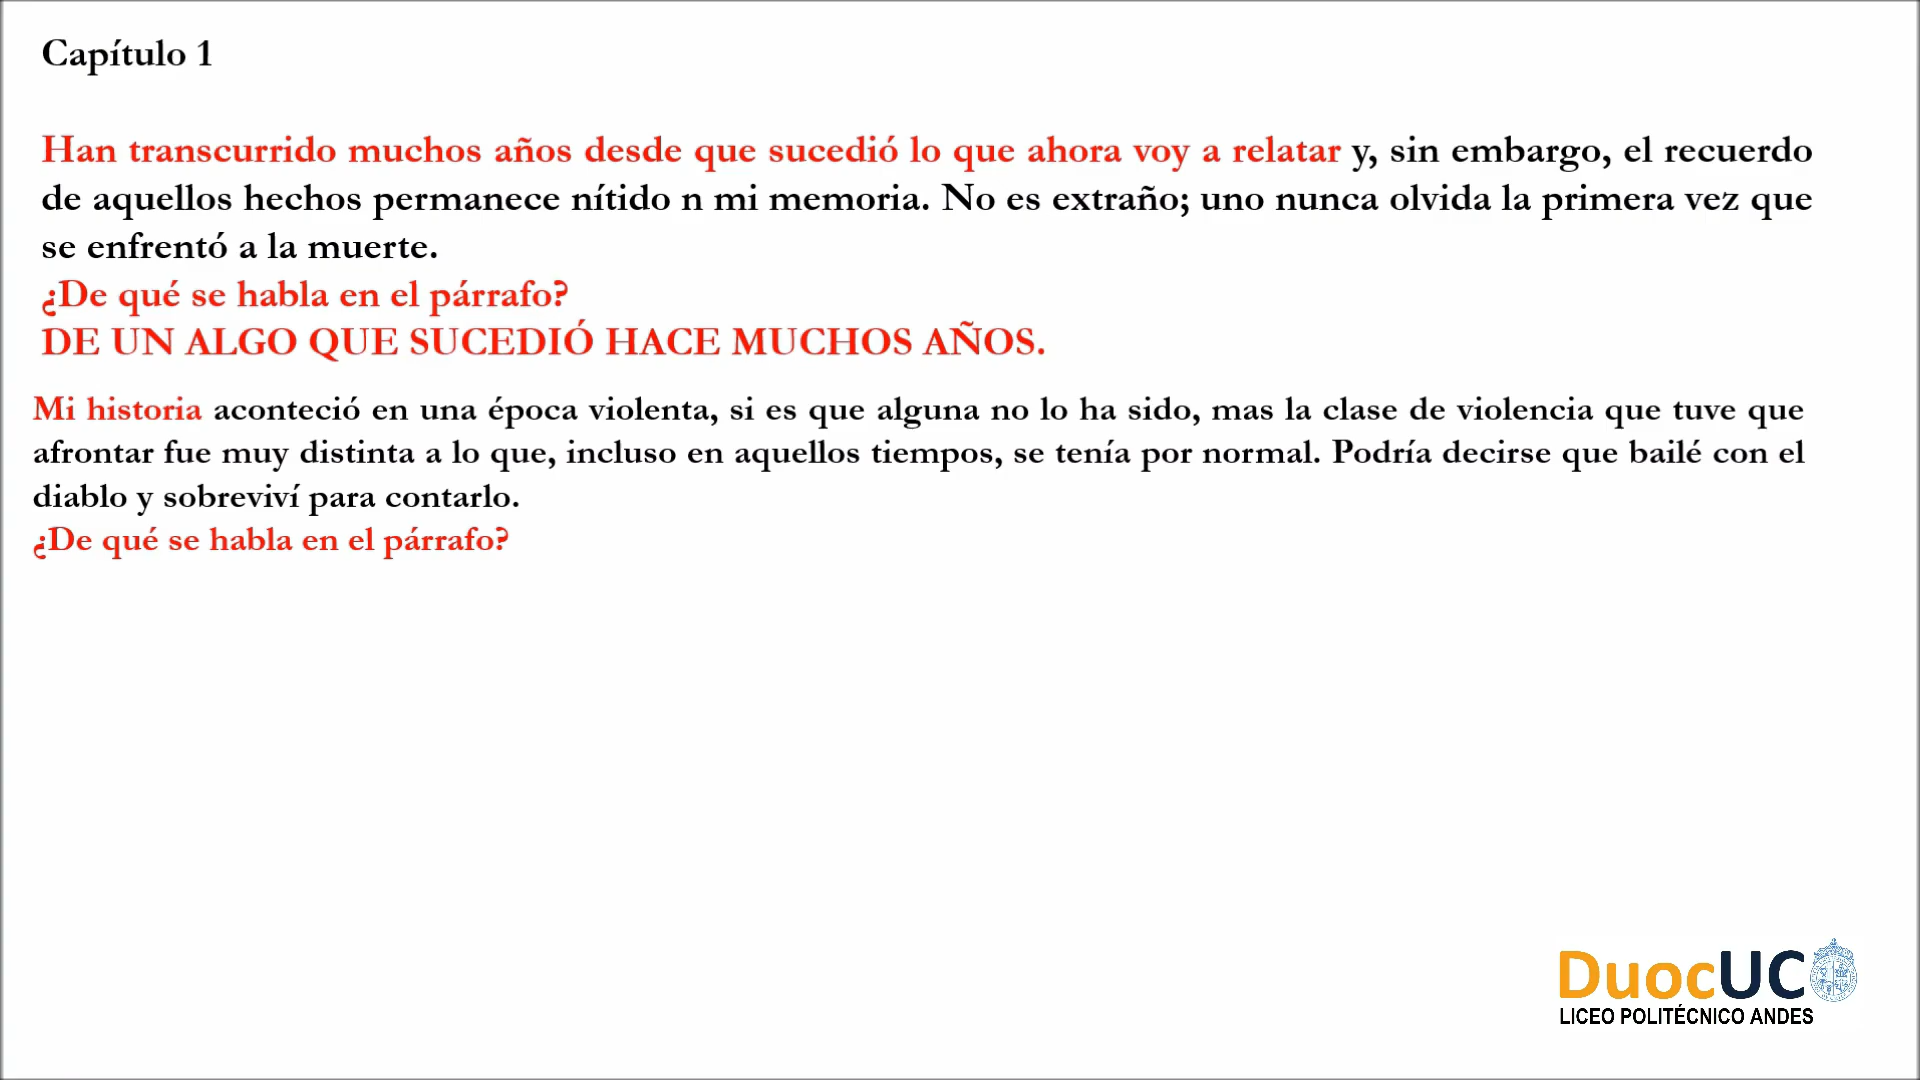 Capítulo 1
Han transcurrido muchos años desde que sucedió lo que ahora voy a relatar y, sin embargo, el recuerdo
de aquellos hechos permanece nítido n mi memoria. No es extraño; uno nunca olvida la primera vez que
se enfrentó a la muerte.
¿De qué se habla en el párrafo?
DE UN ALGO QUE SUCEDIÓ HACE MUCHOS AÑOS.
Mi historia aconteció en una época violenta, si es que alguna no lo ha sido, mas la clase de violencia que tuve que
afrontar fue muy distinta a lo que, incluso en aquellos tiempos, se tenía por normal. Podría decirse que bailé con el
diablo y sobreviví para contarlo.
¿De qué se habla en el párrafo?
DuocUC
LICEO POLITÉCNICO ANDES